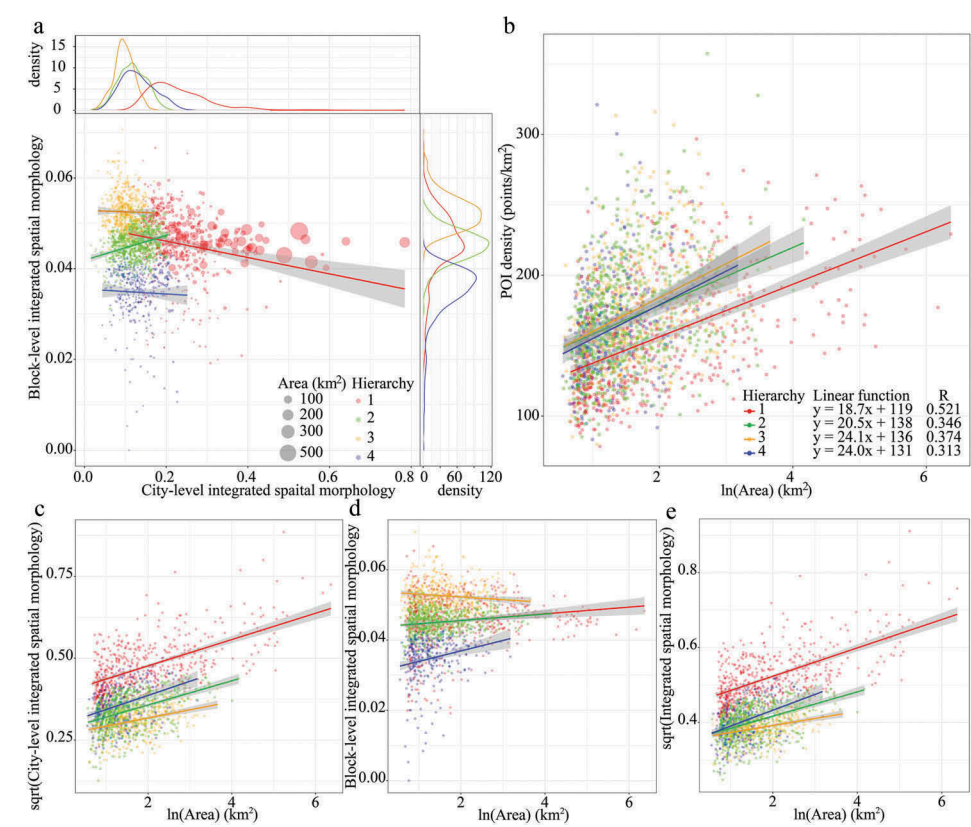 a
density
15
10
5
0
Block-level integrated spatial morphology
0.06
0.04
0.02
0.00
Area (km²) Hierarchy
100
200
300
500
1
2
3
4
0.0 0.2 0.4 0.6 0.8
City-level integrated spaital morphology
0 60 120
density
b
POI density (points/km²)
300
200
100
Hierarchy Linear function R
1 y = 18.7x + 119 0.521
2 y = 20.5x + 138 0.346
3 y = 24.1x + 136 0.374
4 y = 24.0x + 131 0.313
2 4 6
ln(Area) (km²)
c
sqrt(City-level integrated spatial morphology)
0.75
0.50
0.25
2 4 6
ln(Area) (km²)
d
Block-level integrated spatial morphology
0.06
0.04
0.02
0.00
2 4 6
ln(Area) (km²)
e
sqrt(Integrated spatial morphology)
0.8
0.6
0.4
2 4 6
ln(Area) (km²)